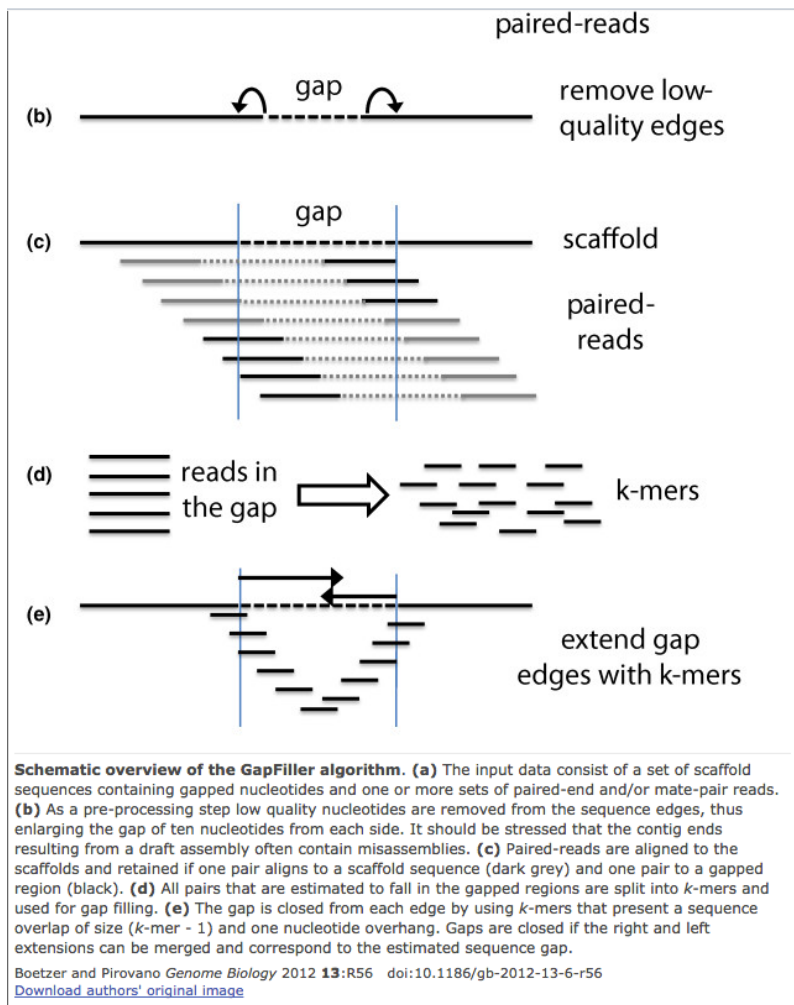 paired-reads
gap
(b)
remove low-
quality edges
gap
(c)
scaffold
paired-
reads
(d)
reads in
the gap
k-mers
(e)
extend gap
edges with k-mers
Schematic overview of the GapFiller algorithm. (a) The input data consist of a set of scaffold
sequences containing gapped nucleotides and one or more sets of paired-end and/or mate-pair reads.
(b) As a pre-processing step low quality nucleotides are removed from the sequence edges, thus
enlarging the gap of ten nucleotides from each side. It should be stressed that the contig ends
resulting from a draft assembly often contain misassemblies. (c) Paired-reads are aligned to the
scaffolds and retained if one pair aligns to a scaffold sequence (dark grey) and one pair to a gapped
region (black). (d) All pairs that are estimated to fall in the gapped regions are split into k-mers and
used for gap filling. (e) The gap is closed from each edge by using k-mers that present a sequence
overlap of size (k-mer - 1) and one nucleotide overhang. Gaps are closed if the right and left
extensions can be merged and correspond to the estimated sequence gap.
Boetzer and Pirovano Genome Biology 2012 13:R56 doi:10.1186/gb-2012-13-6-r56
Download authors' original image